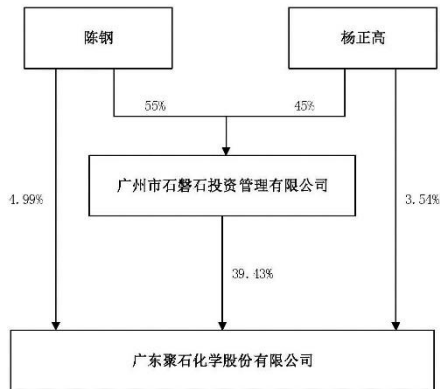 陈钢
杨正高
55%
45%
广州市石磐石投资管理有限公司
4.99%
3.54%
39.43%
广东聚石化学股份有限公司